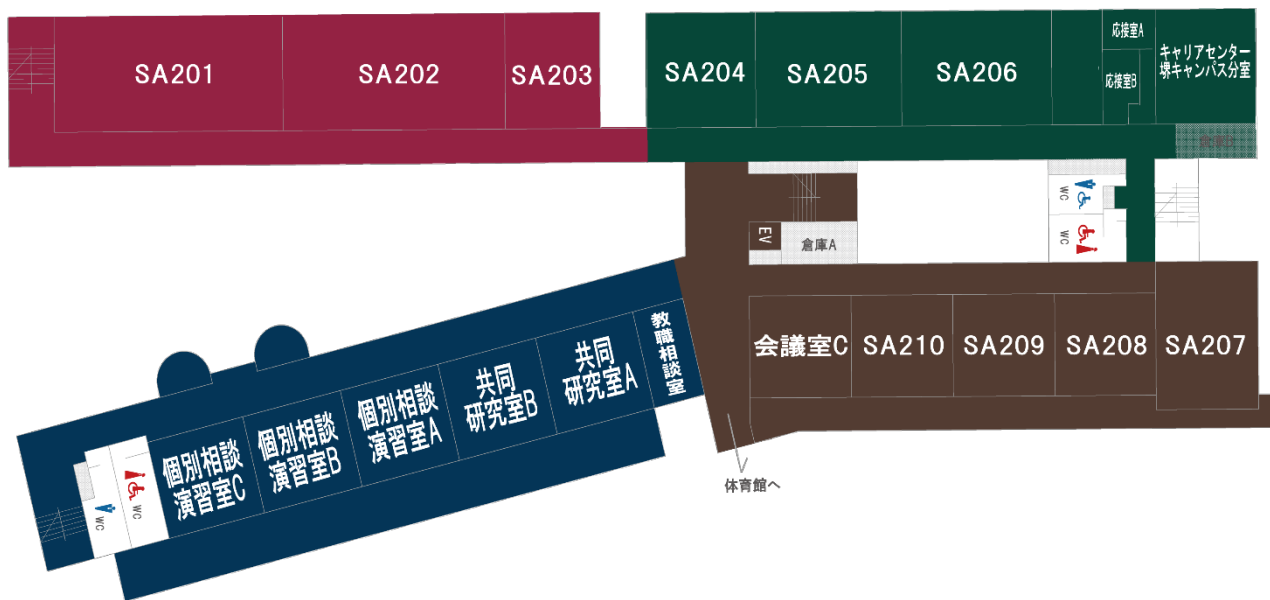 SA201
SA202
SA203
SA204
SA205
SA206
応接室A
応接室B
キャリアセンター
堺キャンパス分室
WC
WC
EV
倉庫A
会議室C
SA210
SA209
SA208
SA207
教職相談室
共同
研究室A
共同
研究室B
個別相談
演習室A
個別相談
演習室B
個別相談
演習室C
WC
WC
体育館へ